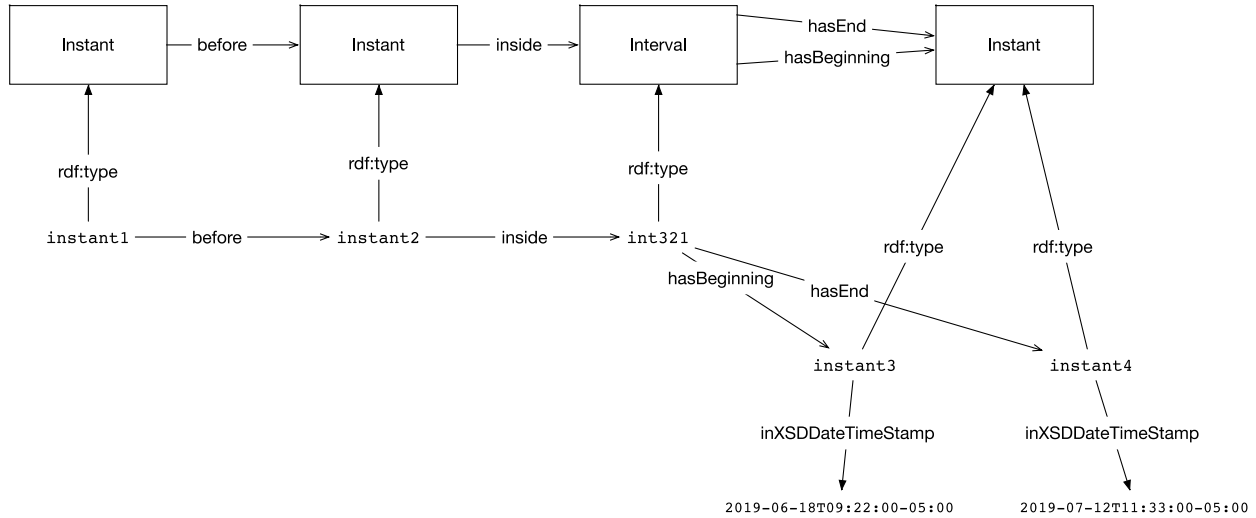 hasEnd
Instant before Instant inside Interval Instant
hasBeginning
rdf:type rdf:type rdf:type
instant1 before instant2 inside int321 rdf:type rdf:type
hasBeginning
hasEnd
instant3 instant4
inXSDDateTimeStamp inXSDDateTimeStamp
2019-06-18T09:22:00-05:00 2019-07-12T11:33:00-05:00